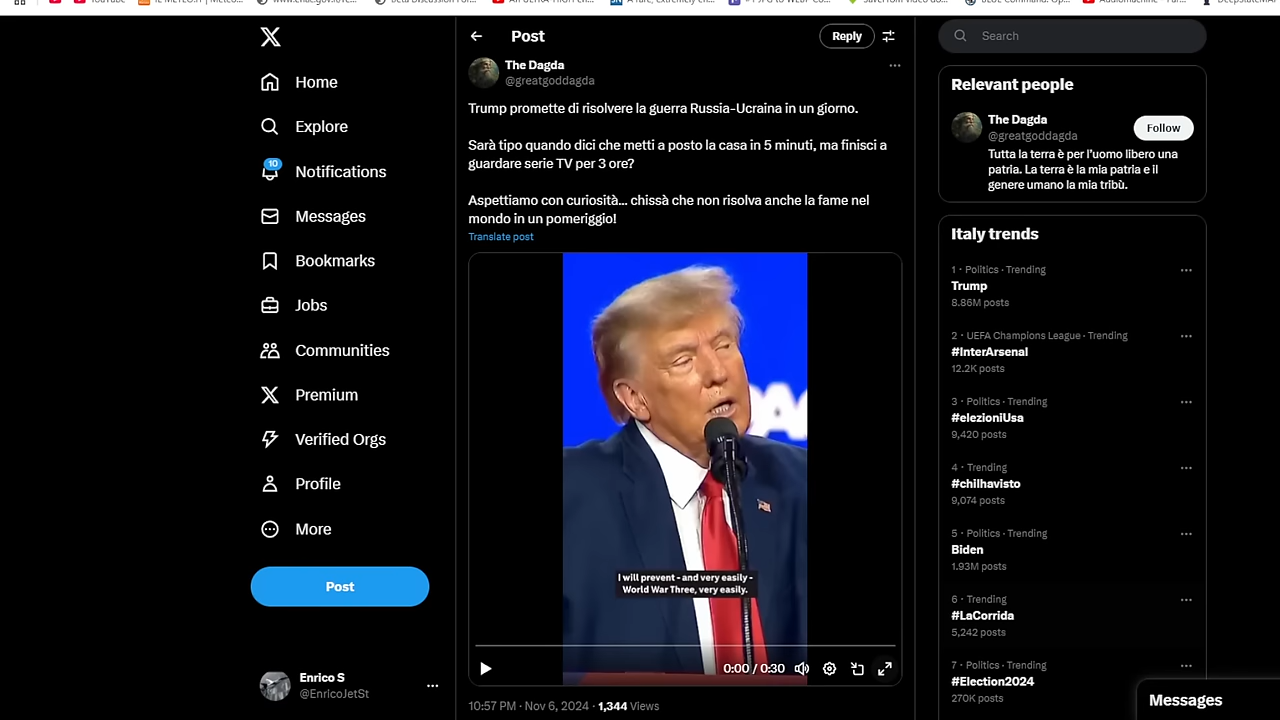 YouTube
Post
Reply
Search
The Dagda
@greatgoddagda
Trump promette di risolvere la guerra Russia-Ucraina in un giorno.
Sarà tipo quando dici che metti a posto la casa in 5 minuti, ma finisci a
guardare serie TV per 3 ore?
Aspettiamo con curiosità... chissà che non risolva anche la fame nel
mondo in un pomeriggio!
Translate post
I will prevent - and very easily -
World War Three, very easily.
0:00 / 0:30
10:57 PM · Nov 6, 2024 · 1,344 Views
Home
Explore
10
Notifications
Messages
Bookmarks
Jobs
Communities
Premium
Verified Orgs
Profile
More
Post
Enrico S
@EnricoJetSt
Relevant people
The Dagda
@greatgoddagda
Follow
Tutta la terra è per l'uomo libero una
patria. La terra è la mia patria e il
genere umano la mia tribù.
Italy trends
1 · Politics · Trending
Trump
8.86M posts
2 · UEFA Champions League · Trending
#InterArsenal
12.2K posts
3 · Politics · Trending
#elezioniUsa
9,420 posts
4 · Trending
#chilhavisto
9,074 posts
5 · Politics · Trending
Biden
1.93M posts
6 · Trending
#LaCorrida
5,242 posts
7 · Politics · Trending
#Election2024
270K posts
Messages